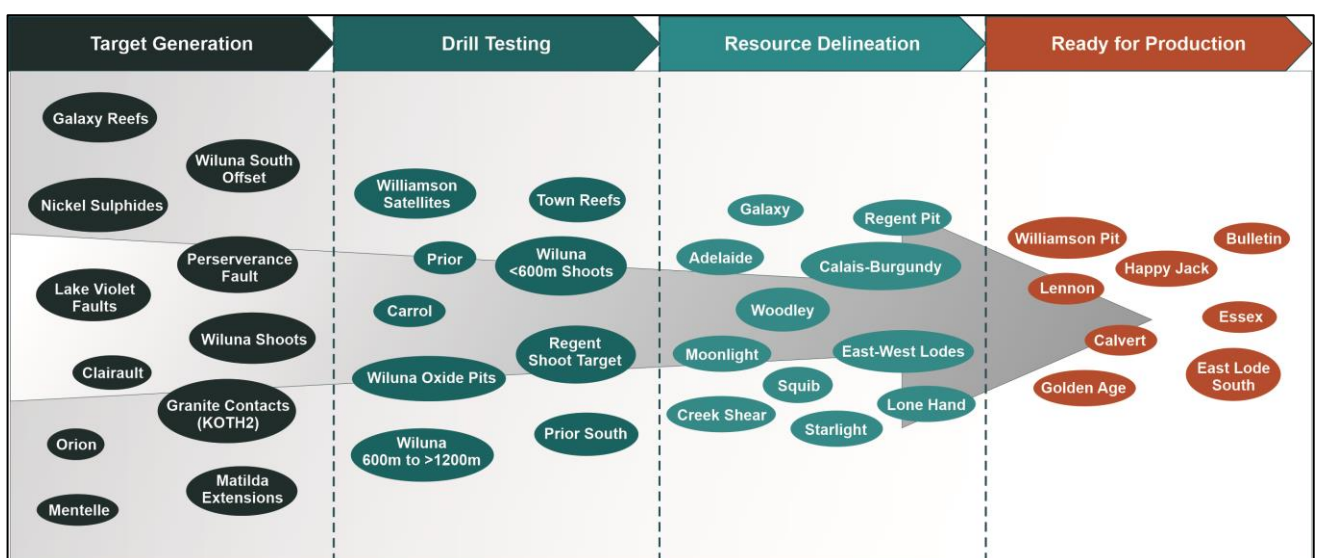 Target Generation
Drill Testing
Resource Delineation
Ready for Production
Galaxy Reefs
Wiluna South
Offset
Nickel Sulphides
Perserverance
Fault
Lake Violet
Faults
Wiluna Shoots
Clairault
Granite Contacts
(KOTH2)
Orion
Matilda
Extensions
Mentelle
Williamson
Satellites
Town Reefs
Prior
Wiluna
<600m Shoots
Carrol
Regent
Shoot Target
Wiluna Oxide Pits
Prior South
Wiluna
600m to >1200m
Galaxy
Regent Pit
Adelaide
Calais-Burgundy
Woodley
Moonlight
East-West Lodes
Squib
Creek Shear
Lone Hand
Starlight
Williamson Pit
Bulletin
Happy Jack
Lennon
Essex
Calvert
East Lode
South
Golden Age